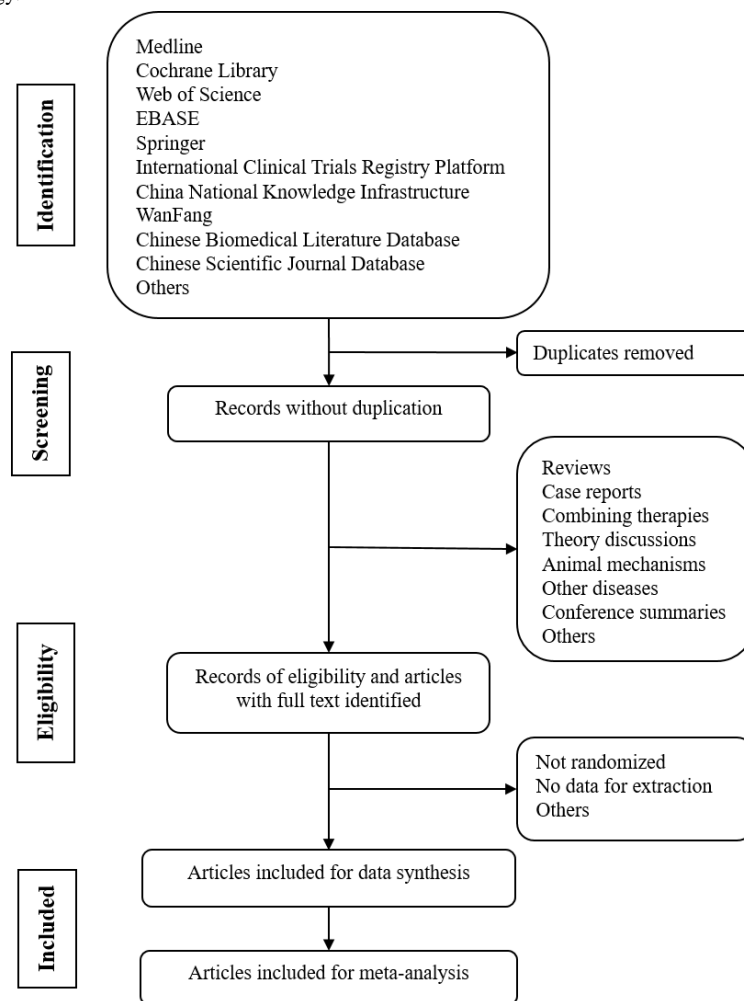 gy.
Identification
Medline
Cochrane Library
Web of Science
EBASE
Springer
International Clinical Trials Registry Platform
China National Knowledge Infrastructure
WanFang
Chinese Biomedical Literature Database
Chinese Scientific Journal Database
Others
Duplicates removed
Screening
Records without duplication
Reviews
Case reports
Combining therapies
Theory discussions
Animal mechanisms
Other diseases
Conference summaries
Others
Eligibility
Records of eligibility and articles
with full text identified
Not randomized
No data for extraction
Others
Included
Articles included for data synthesis
Articles included for meta-analysis